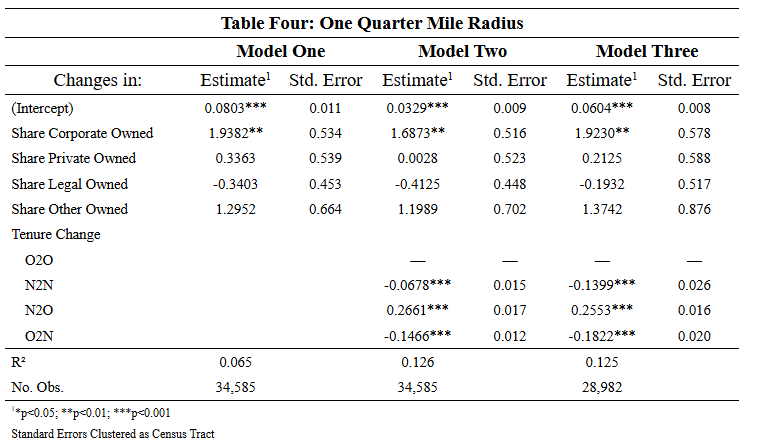 Table Four: One Quarter Mile Radius
Model One Model Two Model Three
Changes in: Estimate¹ Std. Error Estimate¹ Std. Error Estimate¹ Std. Error
(Intercept) 0.0803*** 0.011 0.0329*** 0.009 0.0604*** 0.008
Share Corporate Owned 1.9382** 0.534 1.6873** 0.516 1.9230** 0.578
Share Private Owned 0.3363 0.539 0.0028 0.523 0.2125 0.588
Share Legal Owned -0.3403 0.453 -0.4125 0.448 -0.1932 0.517
Share Other Owned 1.2952 0.664 1.1989 0.702 1.3742 0.876
Tenure Change
O2O — — — —
N2N -0.0678*** 0.015 -0.1399*** 0.026
N2O 0.2661*** 0.017 0.2553*** 0.016
O2N -0.1466*** 0.012 -0.1822*** 0.020
R² 0.065 0.126 0.125
No. Obs. 34,585 34,585 28,982
¹*p<0.05; **p<0.01; ***p<0.001
Standard Errors Clustered as Census Tract